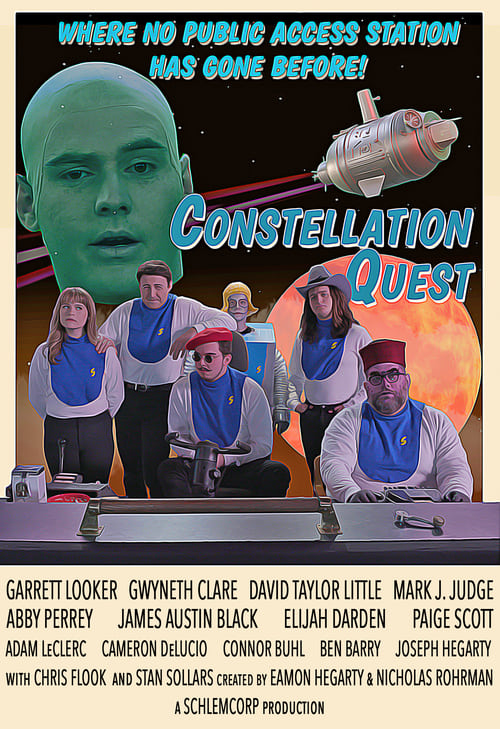 WHERE NO PUBLIC ACCESS STATION
HAS GONE BEFORE!
CONSTELLATION
QUEST
GARRETT LOOKER GWYNETH CLARE DAVID TAYLOR LITTLE MARK J. JUDGE
ABBY PERREY JAMES AUSTIN BLACK ELIJAH DARDEN PAIGE SCOTT
ADAM LECLERC CAMERON DELUCIO CONNOR BUHL BEN BARRY JOSEPH HEGARTY
WITH CHRIS FLOOK AND STAN SOLLARS CREATED BY EAMON HEGARTY & NICHOLAS ROHRMAN
A SCHLEMCORP PRODUCTION